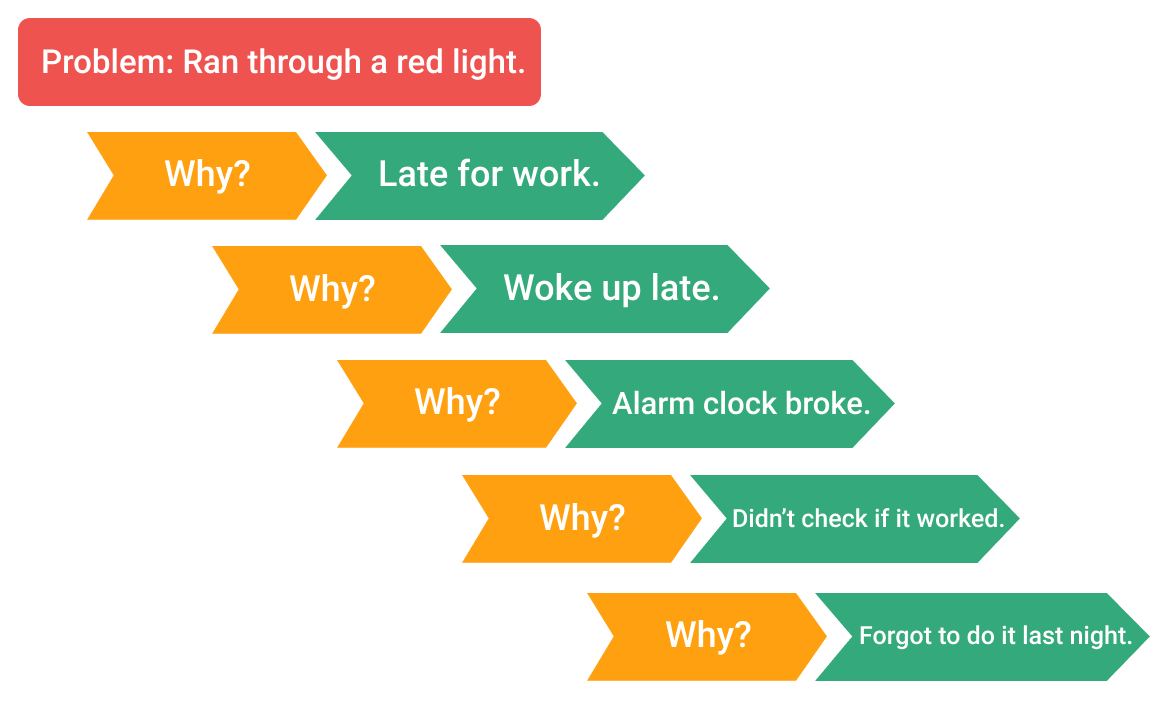 Problem: Ran through a red light.
Why?
Late for work.
Why?
Woke up late.
Why?
Alarm clock broke.
Why?
Didn’t check if it worked.
Why?
Forgot to do it last night.